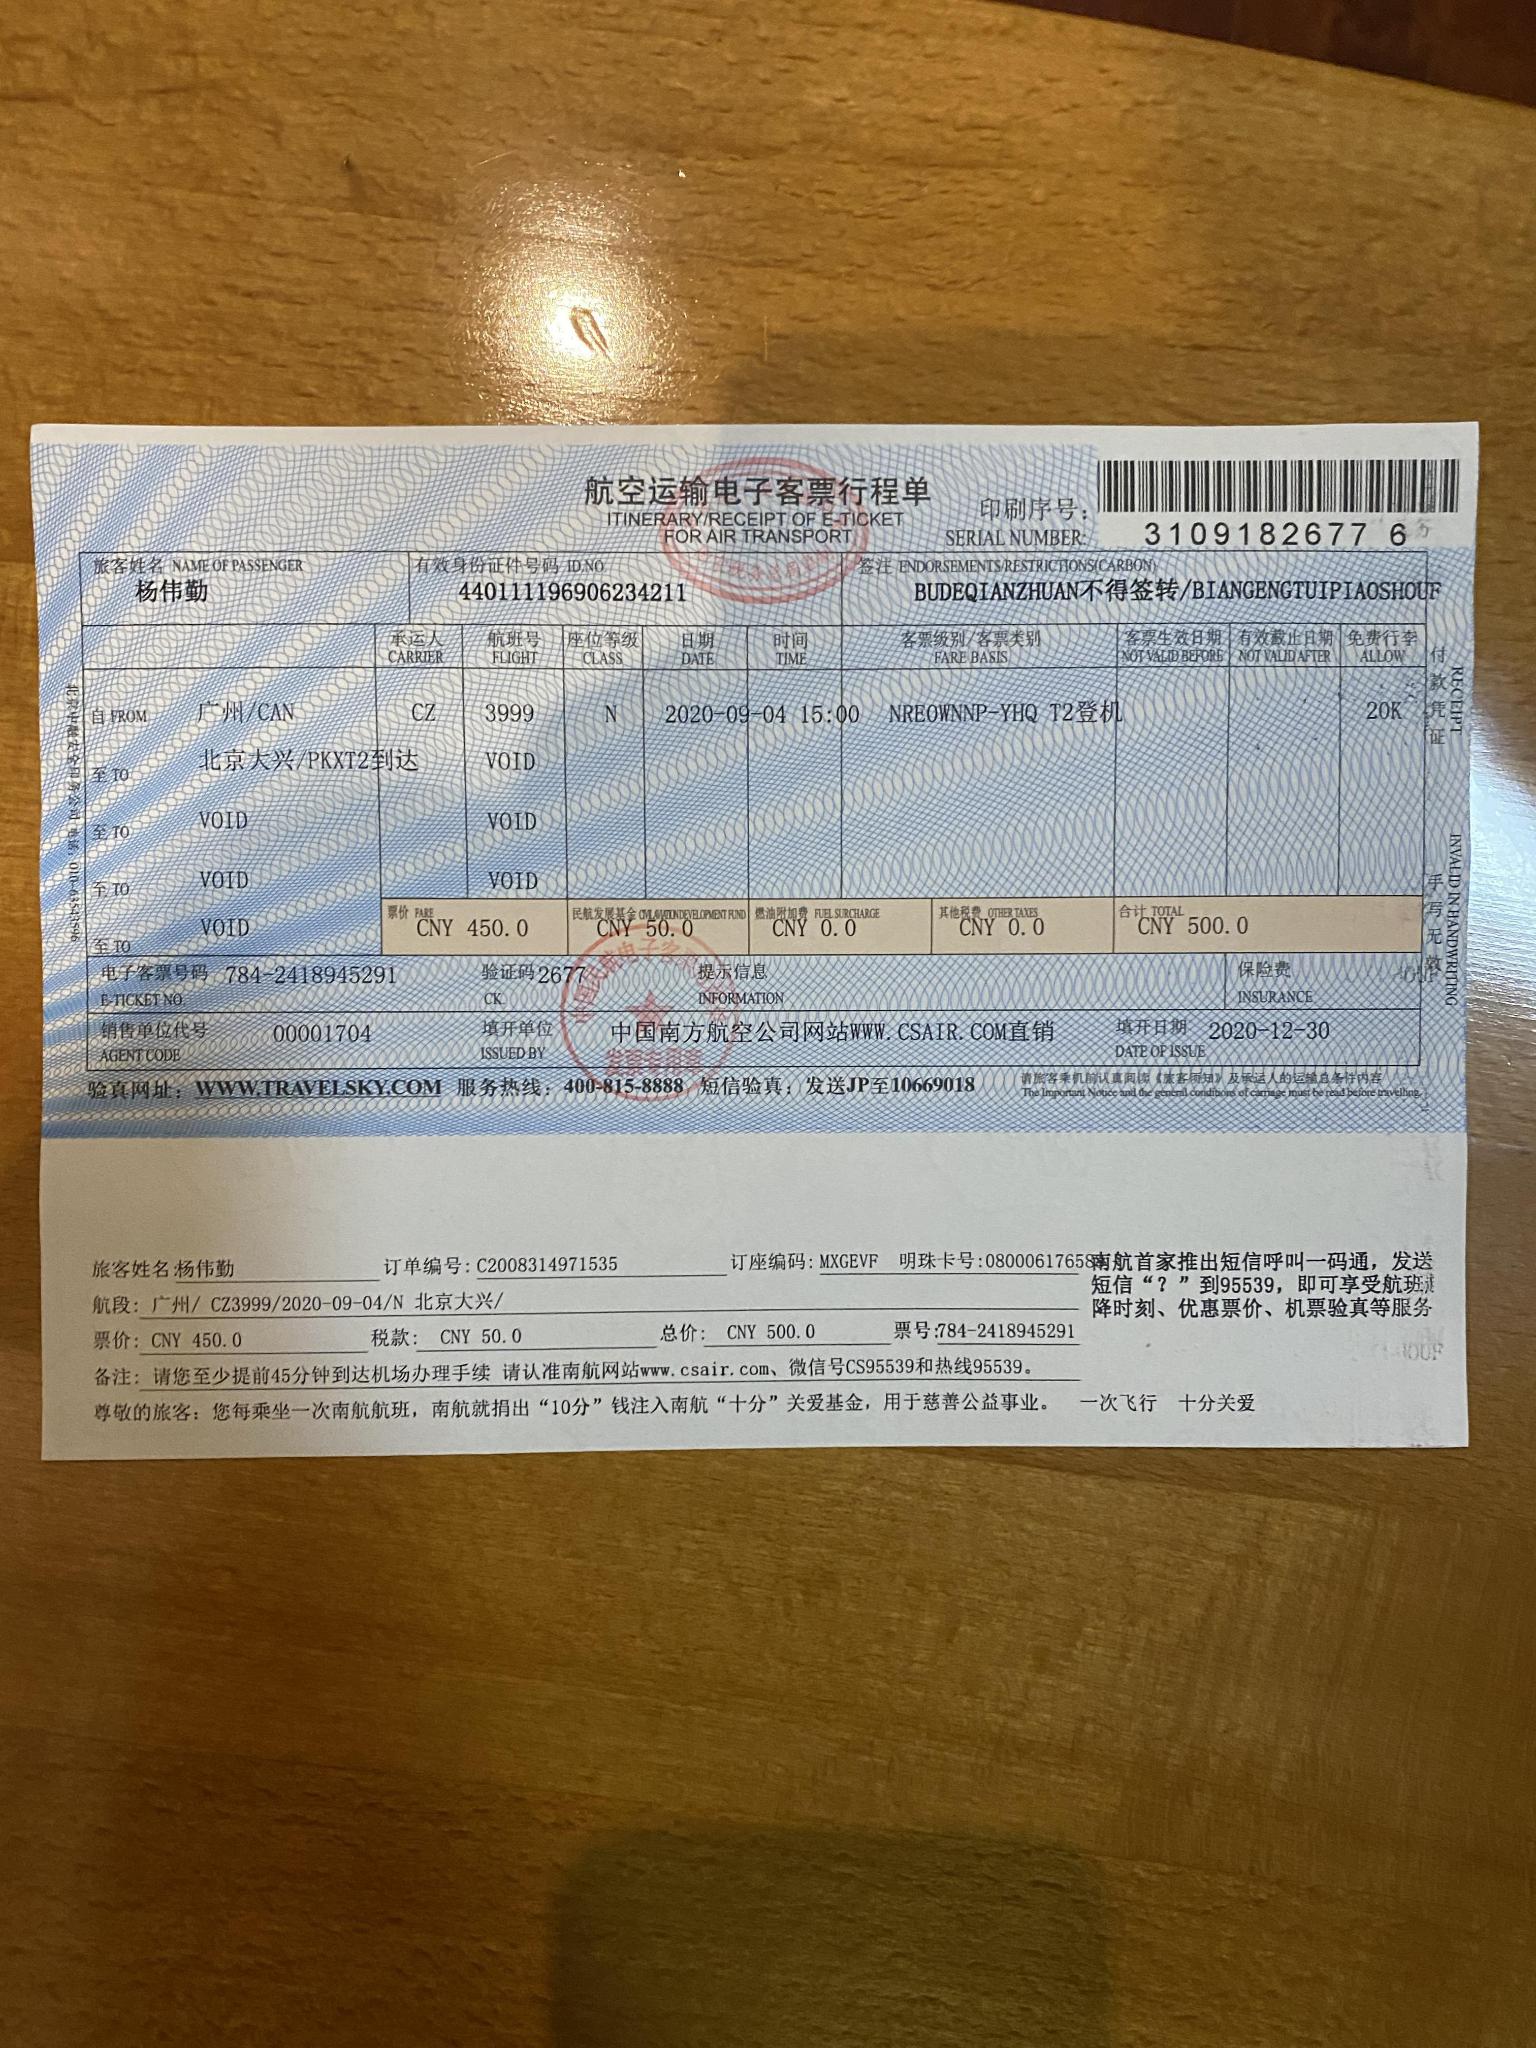 航空运输电子客票行程单
ITINERARY/RECEIPT OF E-TICKET
FOR AIR TRANSPORT
印刷序号：
SERIAL NUMBER:
3109182677 6
旅客姓名 NAME OF PASSENGER
杨伟勤
有效身份证件号码 ID.NO.
440111196906234211
签注 ENDORSEMENTS/RESTRICTIONS(CARBON)
BUDEQIANZHUAN不得签转/BIANGENGTUIPIAOSHOUF
承运人 航班号 座位等级 日期 时间 客票级别/客票类别 客票生效日期 有效截止日期 免费行李
CARRIER FLIGHT CLASS DATE TIME FARE BASIS NOT VALID BEFORE NOT VALID AFTER ALLOW
自 FROM 广州/CAN CZ 3999 N 2020-09-04 15:00 NREOWNNP-YHQ T2登机 20K
至 TO 北京大兴/PKXT2到达 VOID
至 TO VOID VOID
至 TO VOID VOID
至 TO VOID
票价 FARE 民航发展基金 CIVIL AVIATION DEVELOPMENT FUND 燃油附加费 FUEL SURCHARGE 其他税费 OTHER TAXES 合计 TOTAL
CNY 450.0 CNY 50.0 CNY 0.0 CNY 0.0 CNY 500.0
电子客票号码 784-2418945291 验证码 2677 提示信息 保险费
E-TICKET NO. CK. INFORMATION INSURANCE
销售单位代号 00001704 填开单位 中国南方航空公司网站WWW.CSAIR.COM直销 填开日期 2020-12-30
AGENT CODE ISSUED BY DATE OF ISSUE
验真网址：WWW.TRAVELSKY.COM 服务热线：400-815-8888 短信验真：发送JP至10669018
请旅客乘机前认真阅读《旅客须知》及承运人的运输总条件内容
The Important Notice and the general conditions of carriage must be read before travelling.
付款凭证 手写无效
RECEIPT INVALID IN HANDWRITING
发票专用章
旅客姓名:杨伟勤 订单编号:C2008314971535 订座编码:MXGEVF 明珠卡号:08000617658
航段: 广州/ CZ3999/2020-09-04/N 北京大兴/
票价: CNY 450.0 税款: CNY 50.0 总价: CNY 500.0 票号:784-2418945291
备注: 请您至少提前45分钟到达机场办理手续 请认准南航网站www.csair.com、微信号CS95539和热线95539。
尊敬的旅客：您每乘坐一次南航航班，南航就捐出“10分”钱注入南航“十分”关爱基金，用于慈善公益事业。 一次飞行 十分关爱
南航首家推出短信呼叫一码通，发送
短信“？”到95539，即可享受航班
降时刻、优惠票价、机票验真等服务